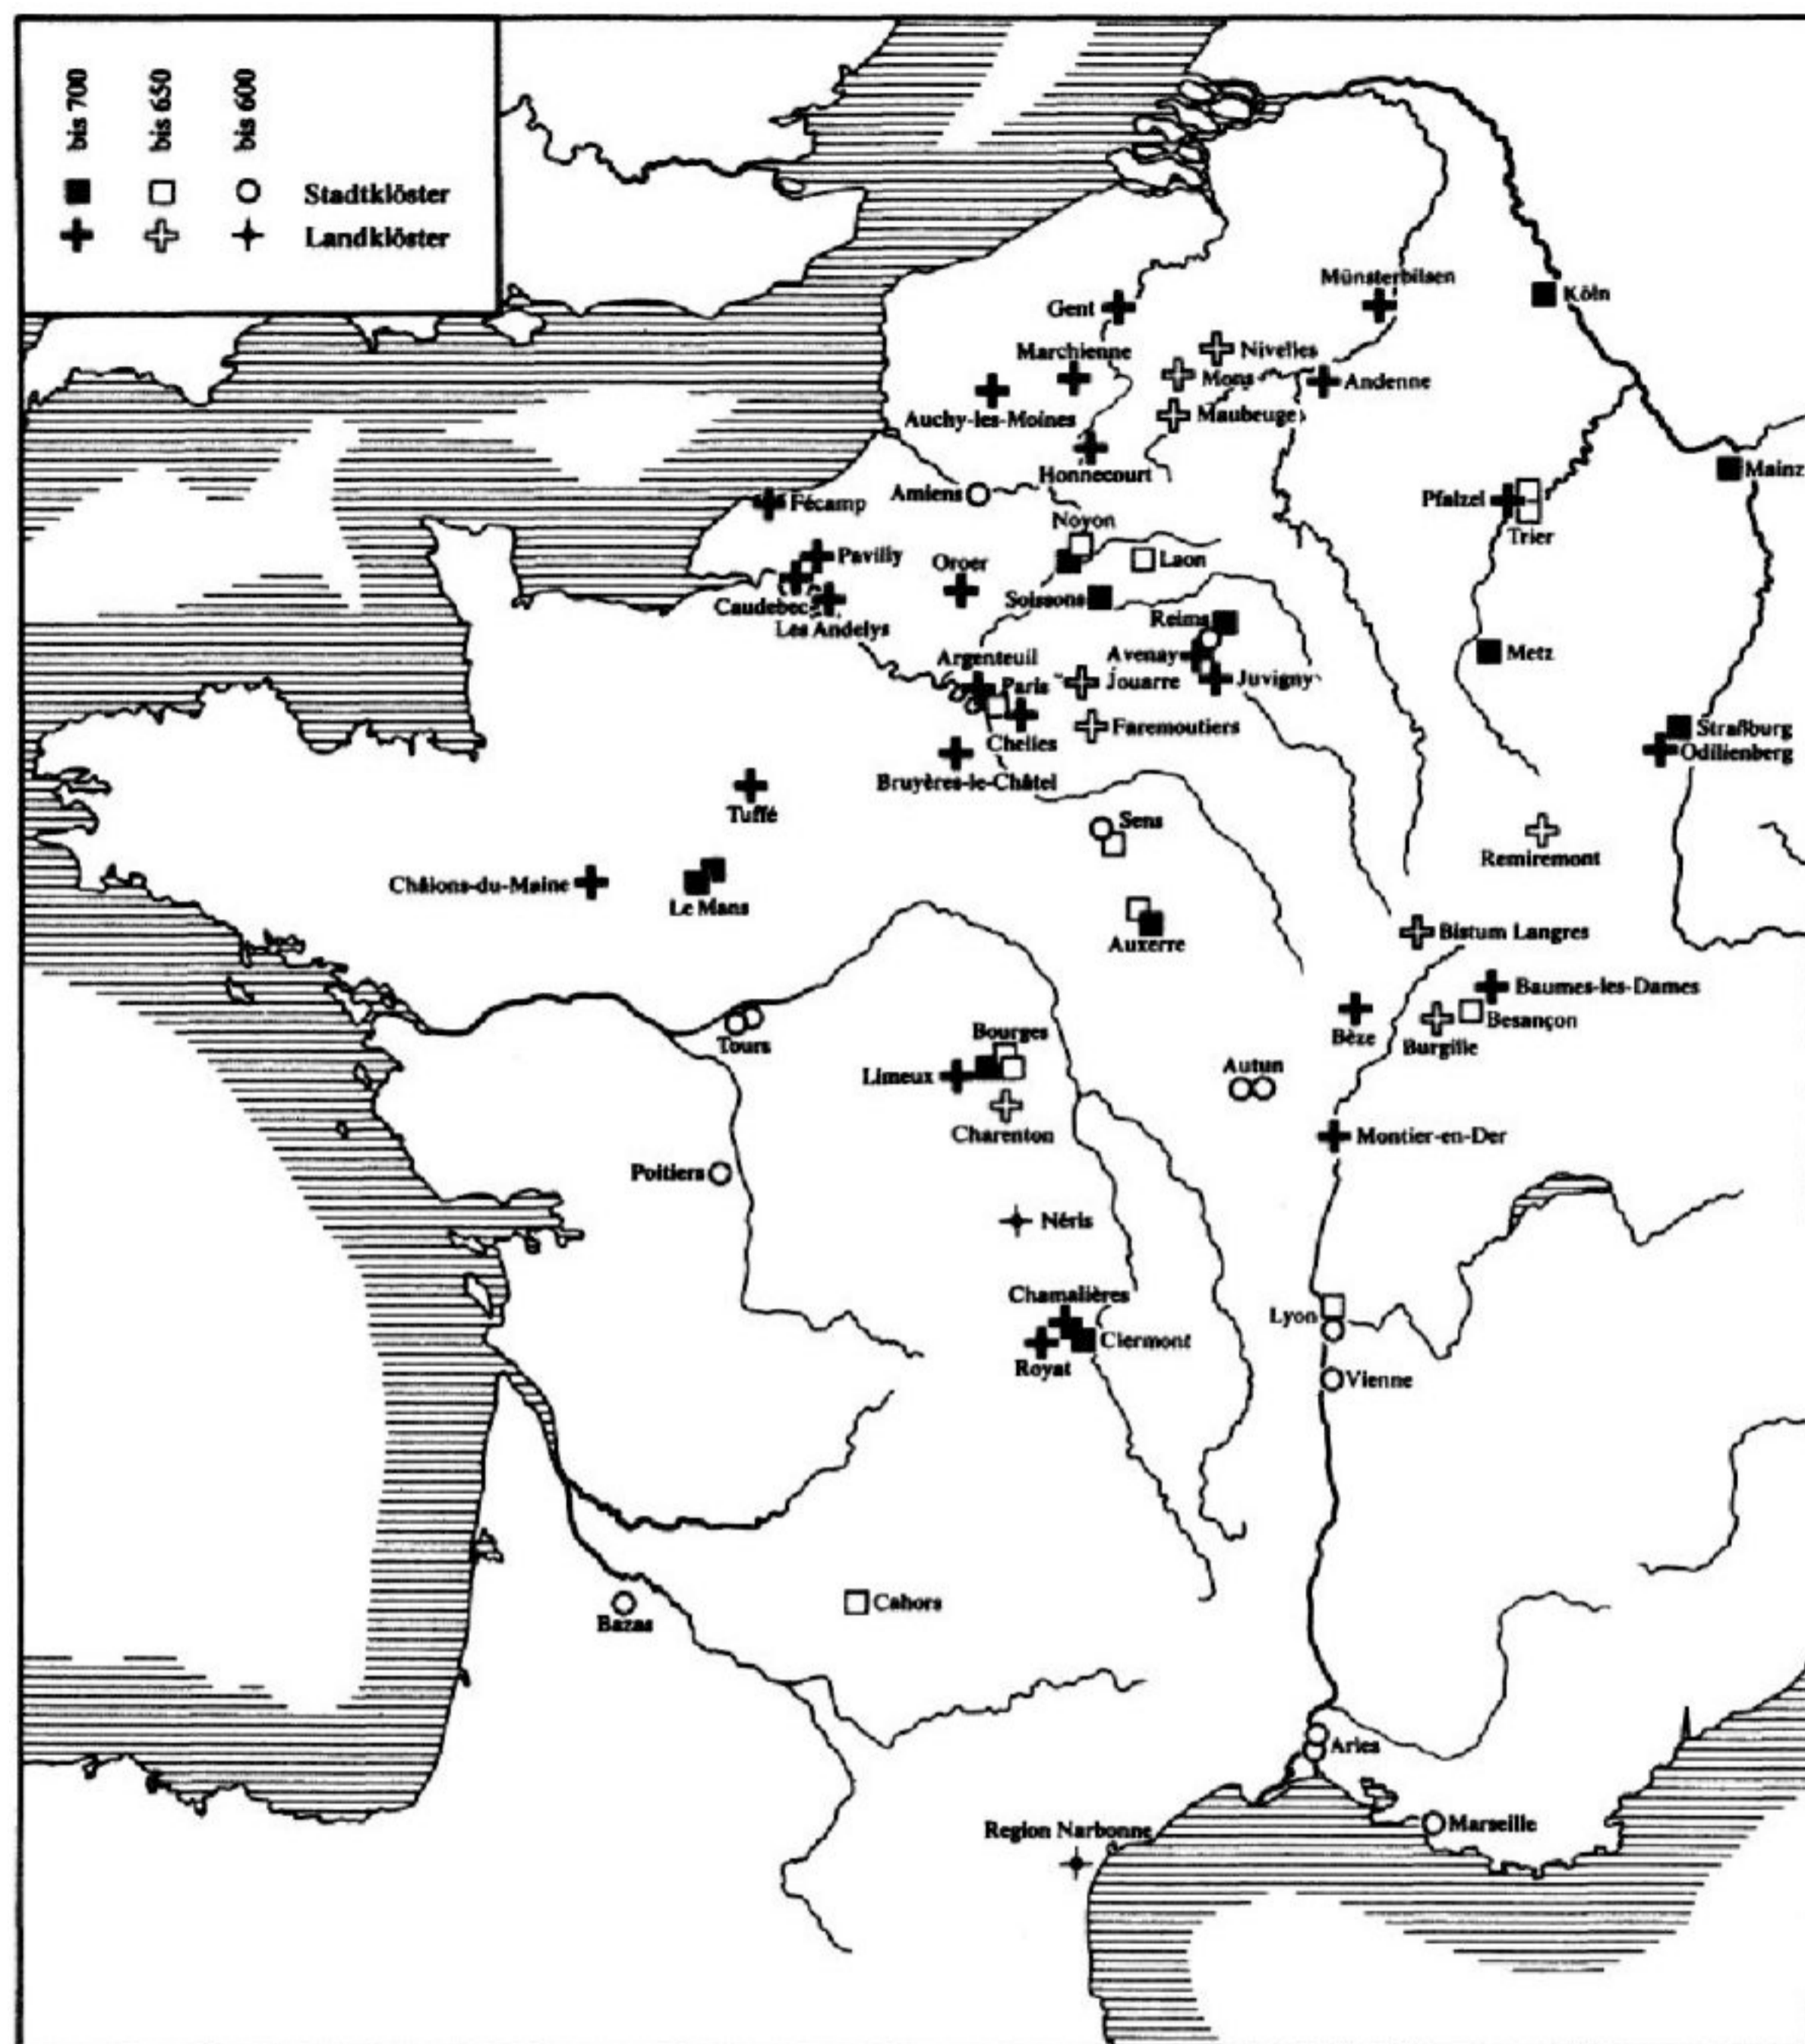 bis 700
bis 650
bis 600
Stadtklöster
Landklöster
Münsterbilsen
Köln
Gent
Marchienne
Nivelles
Mons
Andenne
Auchy-les-Moines
Maubeuge
Honnecourt
Mainz
Amiens
Fécamp
Pfalzel
Noyon
Trier
Pavilly
Oroer
Laon
Caudebec
Soissons
Les Andelys
Reims
Argenteuil
Avenay
Metz
Paris
Jouarre
Juvigny
Faremoutiers
Straßburg
Chelles
Odilienberg
Bruyères-le-Châtel
Tuffé
Sens
Remiremont
Châlons-du-Maine
Le Mans
Auxerre
Bistum Langres
Baumes-les-Dames
Besançon
Tours
Bourges
Bèze
Burgille
Limeux
Autun
Charenton
Montier-en-Der
Poitiers
Néris
Chamalières
Lyon
Clermont
Royat
Vienne
Cahors
Bazas
Arles
Marseille
Region Narbonne